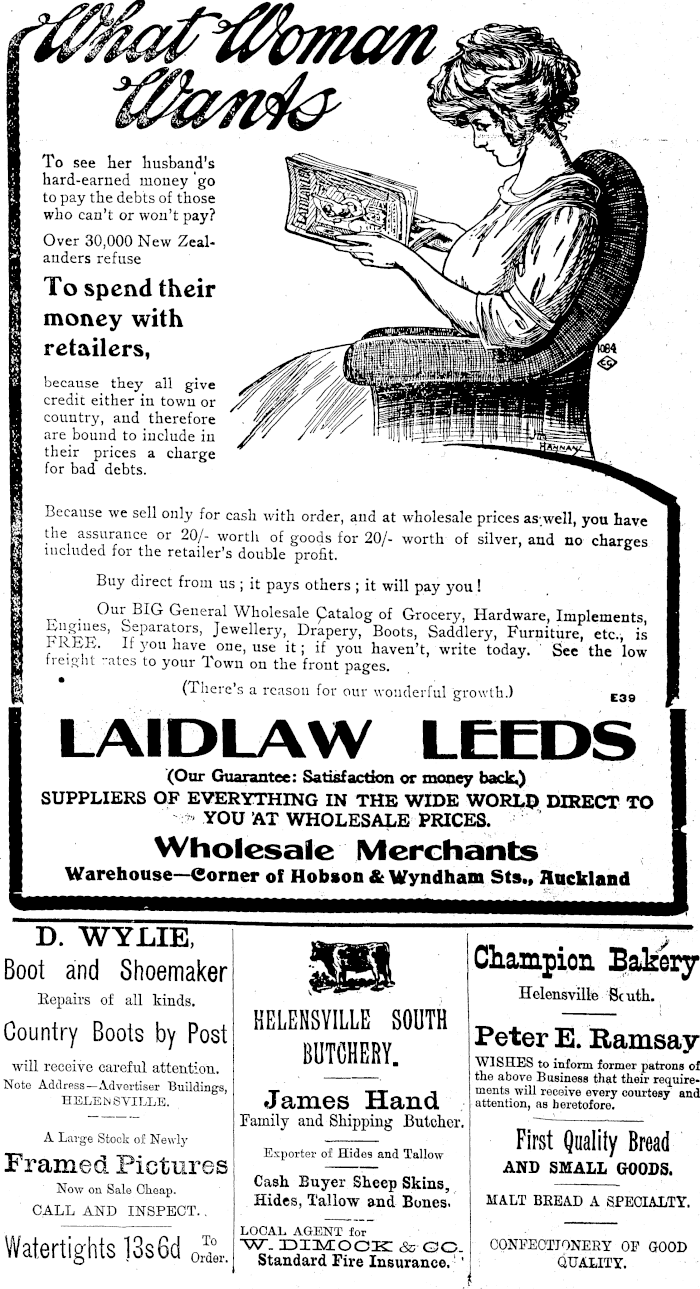 What Woman
Wants
To see her husband's
hard-earned money go
to pay the debts of those
who can't or won't pay?
Over 30,000 New Zeal-
anders refuse
To spend their
money with
retailers,
because they all give
credit either in town or
country, and therefore
are bound to include in
their prices a charge
for bad debts.
LAIDLAW
1084
EG
HANNAN
Because we sell only for cash with order, and at wholesale prices as well, you have
the assurance or 20/- worth of goods for 20/- worth of silver, and no charges
included for the retailer's double profit.
Buy direct from us; it pays others; it will pay you!
Our BIG General Wholesale Catalog of Grocery, Hardware, Implements,
Engines, Separators, Jewellery, Drapery, Boots, Saddlery, Furniture, etc., is
FREE. If you have one, use it; if you haven't, write today. See the low
freight rates to your Town on the front pages.
(There's a reason for our wonderful growth.)
E39
LAIDLAW LEEDS
(Our Guarantee: Satisfaction or money back.)
SUPPLIERS OF EVERYTHING IN THE WIDE WORLD DIRECT TO
YOU AT WHOLESALE PRICES.
Wholesale Merchants
Warehouse—Corner of Hobson & Wyndham Sts., Auckland
D. WYLIE,
Boot and Shoemaker
Repairs of all kinds.
Country Boots by Post
will receive careful attention.
Note Address—Advertiser Buildings,
HELENSVILLE.
A Large Stock of Newly
Framed Pictures
Now on Sale Cheap.
CALL AND INSPECT.
Watertights 13s6d To Order.
HELENSVILLE SOUTH
BUTCHERY.
James Hand
Family and Shipping Butcher.
Exporter of Hides and Tallow
Cash Buyer Sheep Skins,
Hides, Tallow and Bones.
LOCAL AGENT for
W. DIMOCK & CO.
Standard Fire Insurance.
Champion Bakery
Helensville South.
Peter E. Ramsay
WISHES to inform former patrons of
the above Business that their require-
ments will receive every courtesy and
attention, as heretofore.
First Quality Bread
AND SMALL GOODS.
MALT BREAD A SPECIALTY.
CONFECTIONERY OF GOOD
QUALITY.